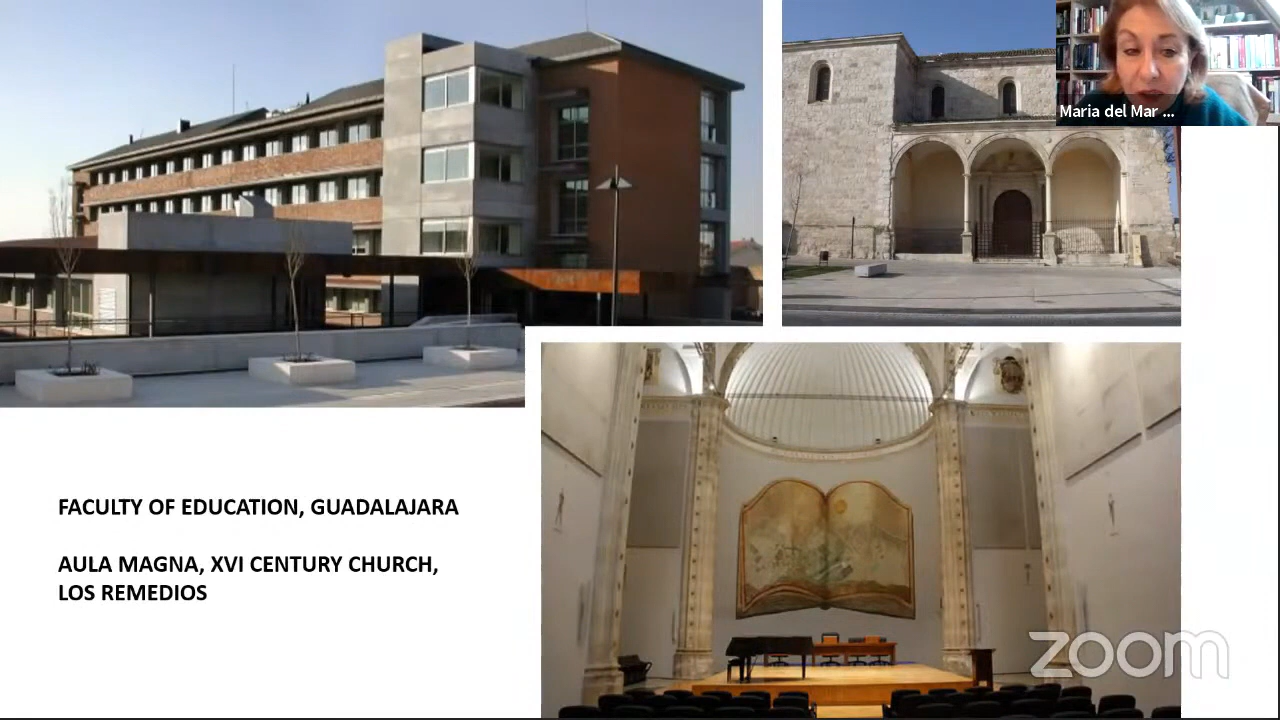 Maria del Mar ...
FACULTY OF EDUCATION, GUADALAJARA
AULA MAGNA, XVI CENTURY CHURCH,
LOS REMEDIOS
zoom